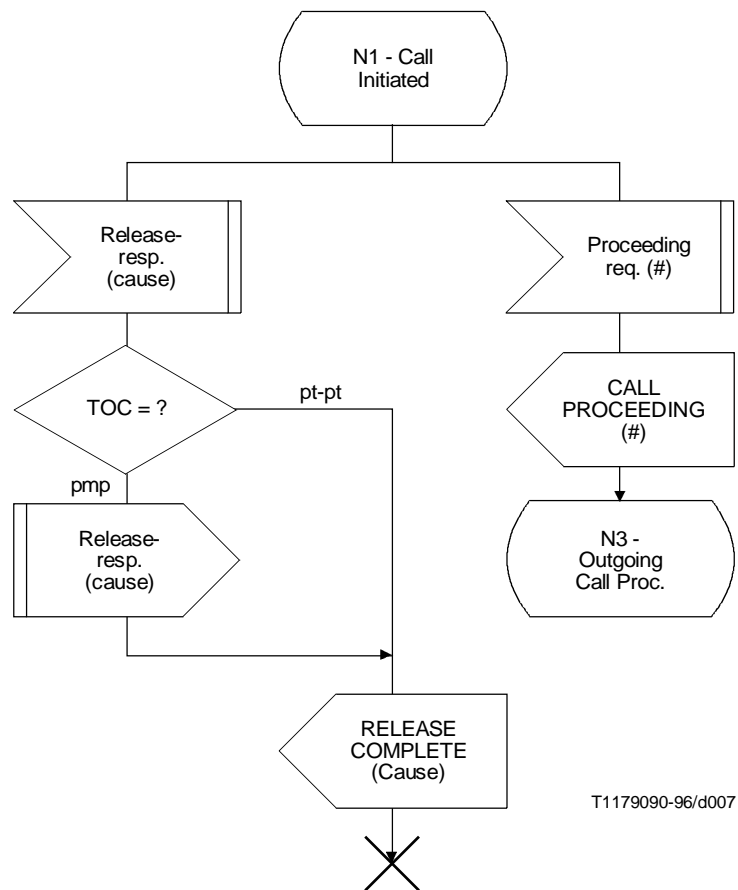 N1 - Call
Initiated
Release-
resp.
(cause)
Proceeding
req. (#)
TOC = ?
pt-pt
CALL
PROCEEDING
(#)
pmp
Release-
resp.
(cause)
N3 -
Outgoing
Call Proc.
RELEASE
COMPLETE
(Cause)
T1179090-96/d007